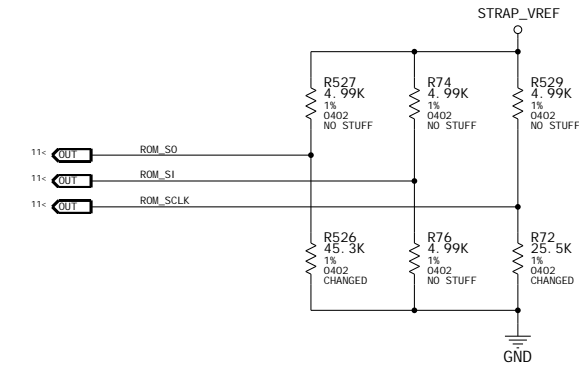 STRAP_VREF
R527
4.99K
1%
0402
NO STUFF
R74
4.99K
1%
0402
NO STUFF
R529
4.99K
1%
0402
NO STUFF
11< OUT ROM_SO
11< OUT ROM_SI
11< OUT ROM_SCLK
R526
45.3K
1%
0402
CHANGED
R76
4.99K
1%
0402
NO STUFF
R72
25.5K
1%
0402
CHANGED
GND